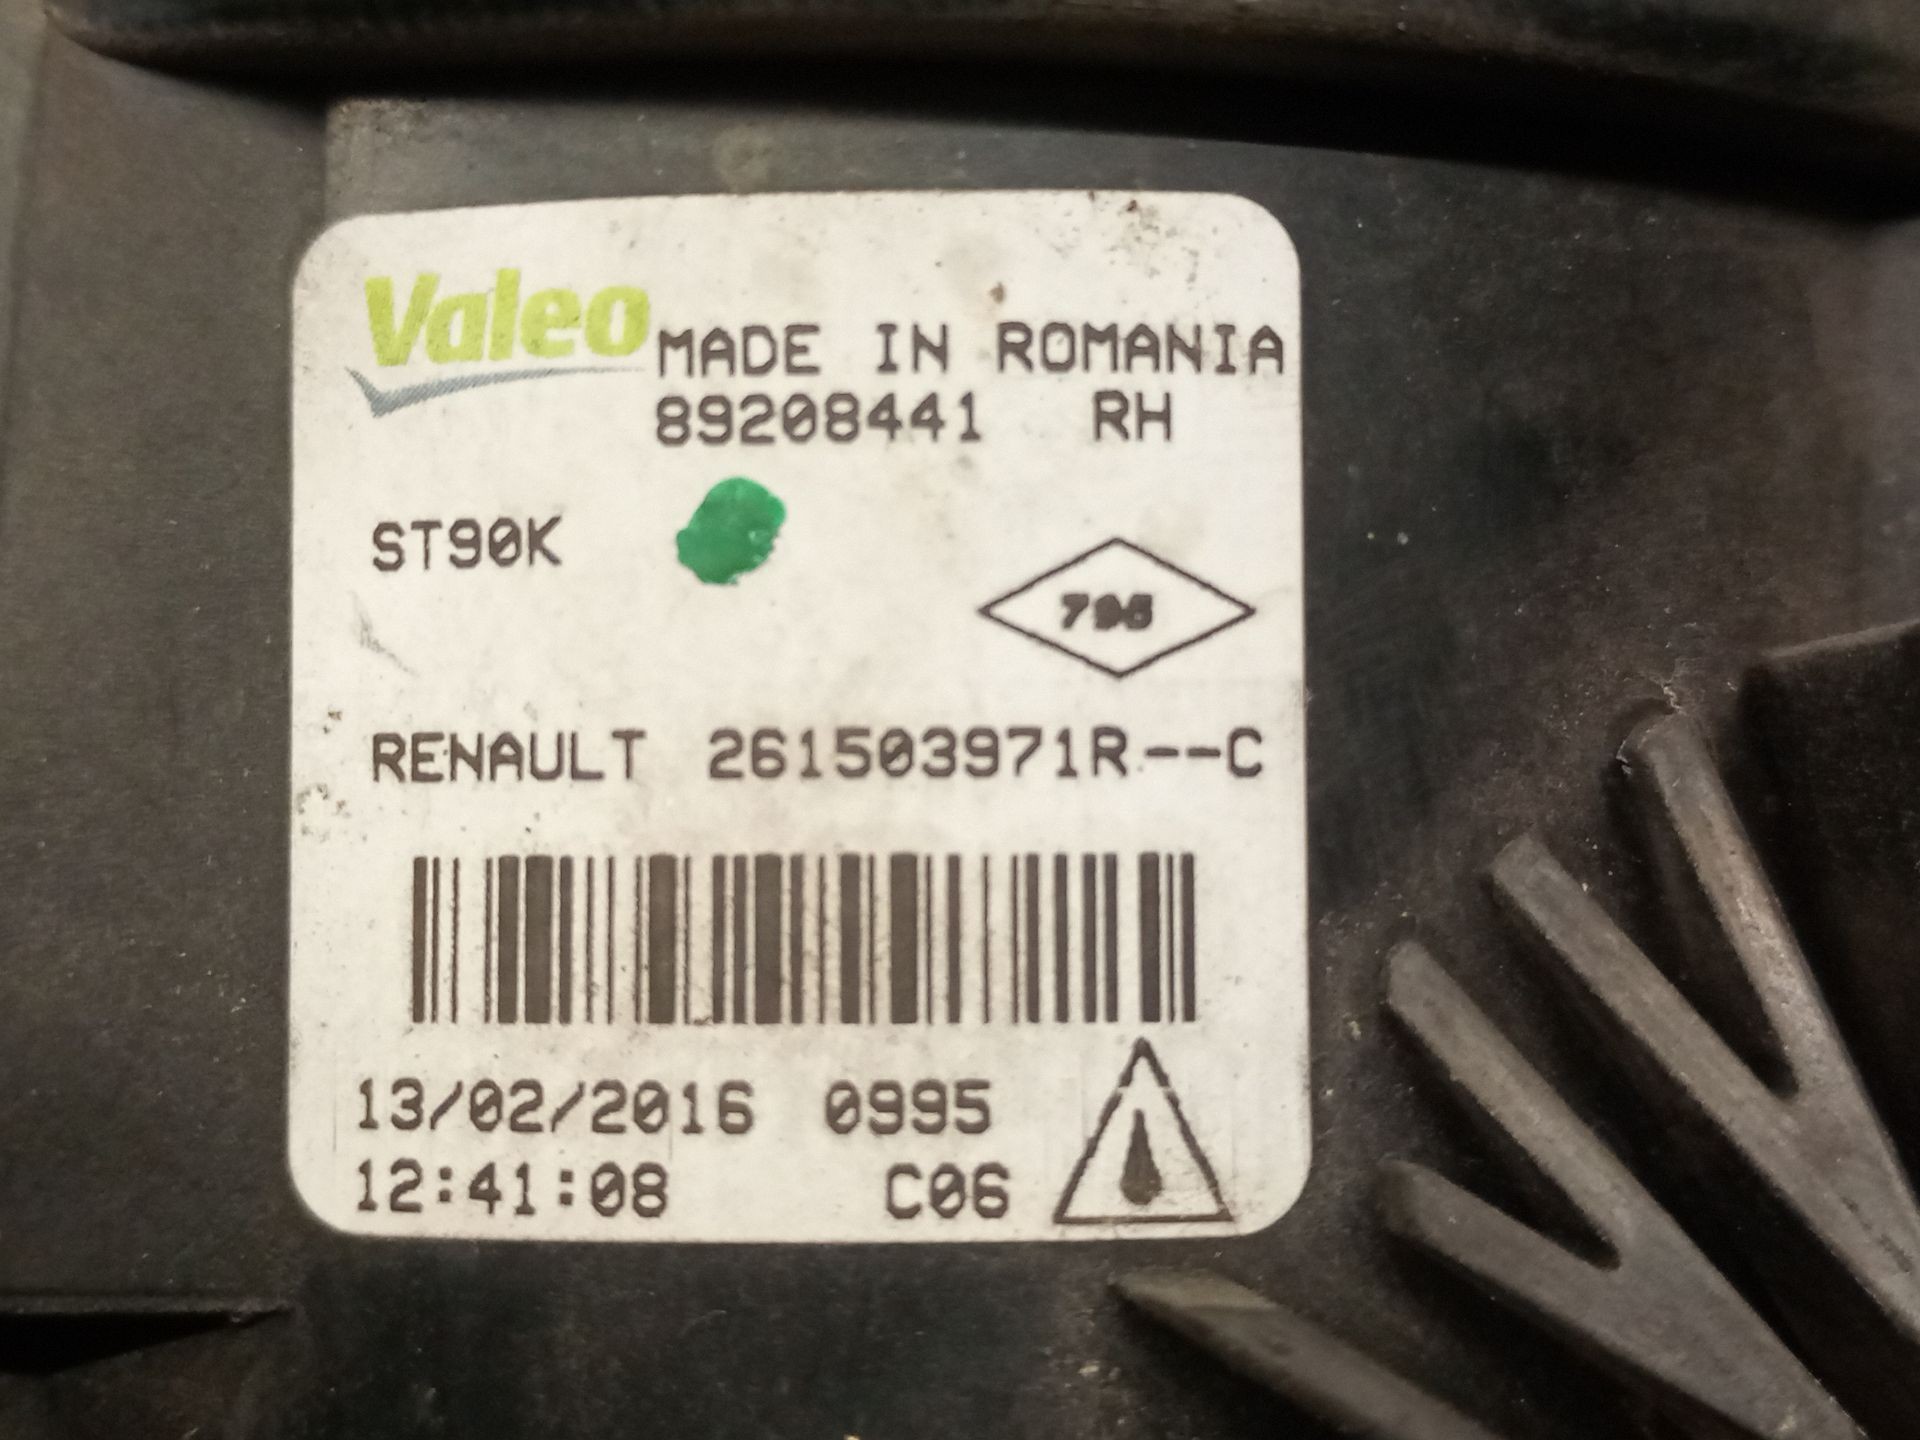 Valeo
MADE IN ROMANIA
89208441 RH
ST90K
795
RENAULT 261503971R--C
13/02/2016 0995
12:41:08 C06